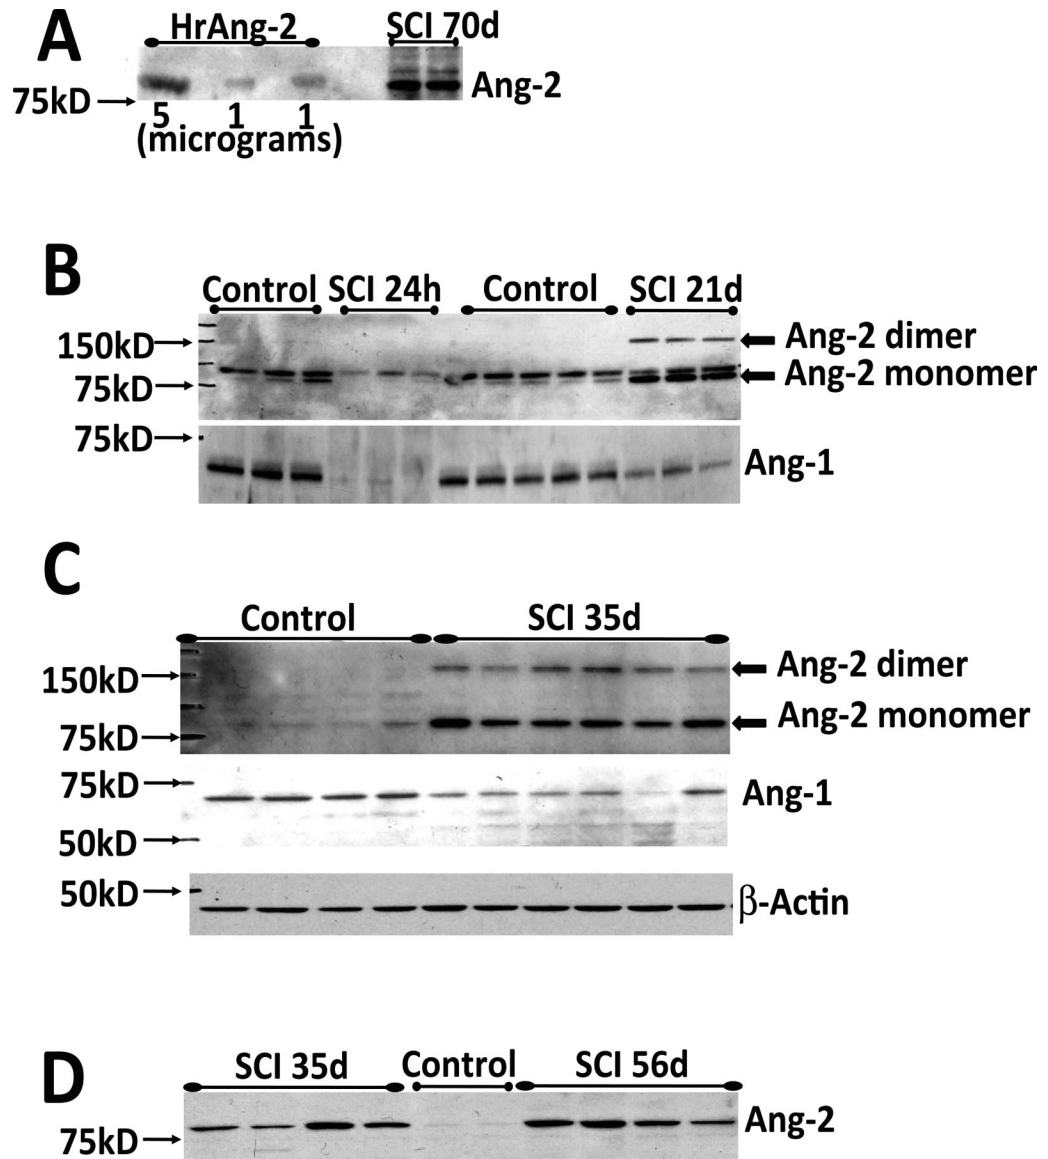 A
HrAng-2 SCI 70d
Ang-2
75kD
5 1 1
(micrograms)
B
Control SCI 24h Control SCI 21d
150kD Ang-2 dimer
75kD Ang-2 monomer
75kD
Ang-1
C
Control SCI 35d
150kD Ang-2 dimer
75kD Ang-2 monomer
75kD Ang-1
50kD
50kD β-Actin
D
SCI 35d Control SCI 56d
75kD Ang-2